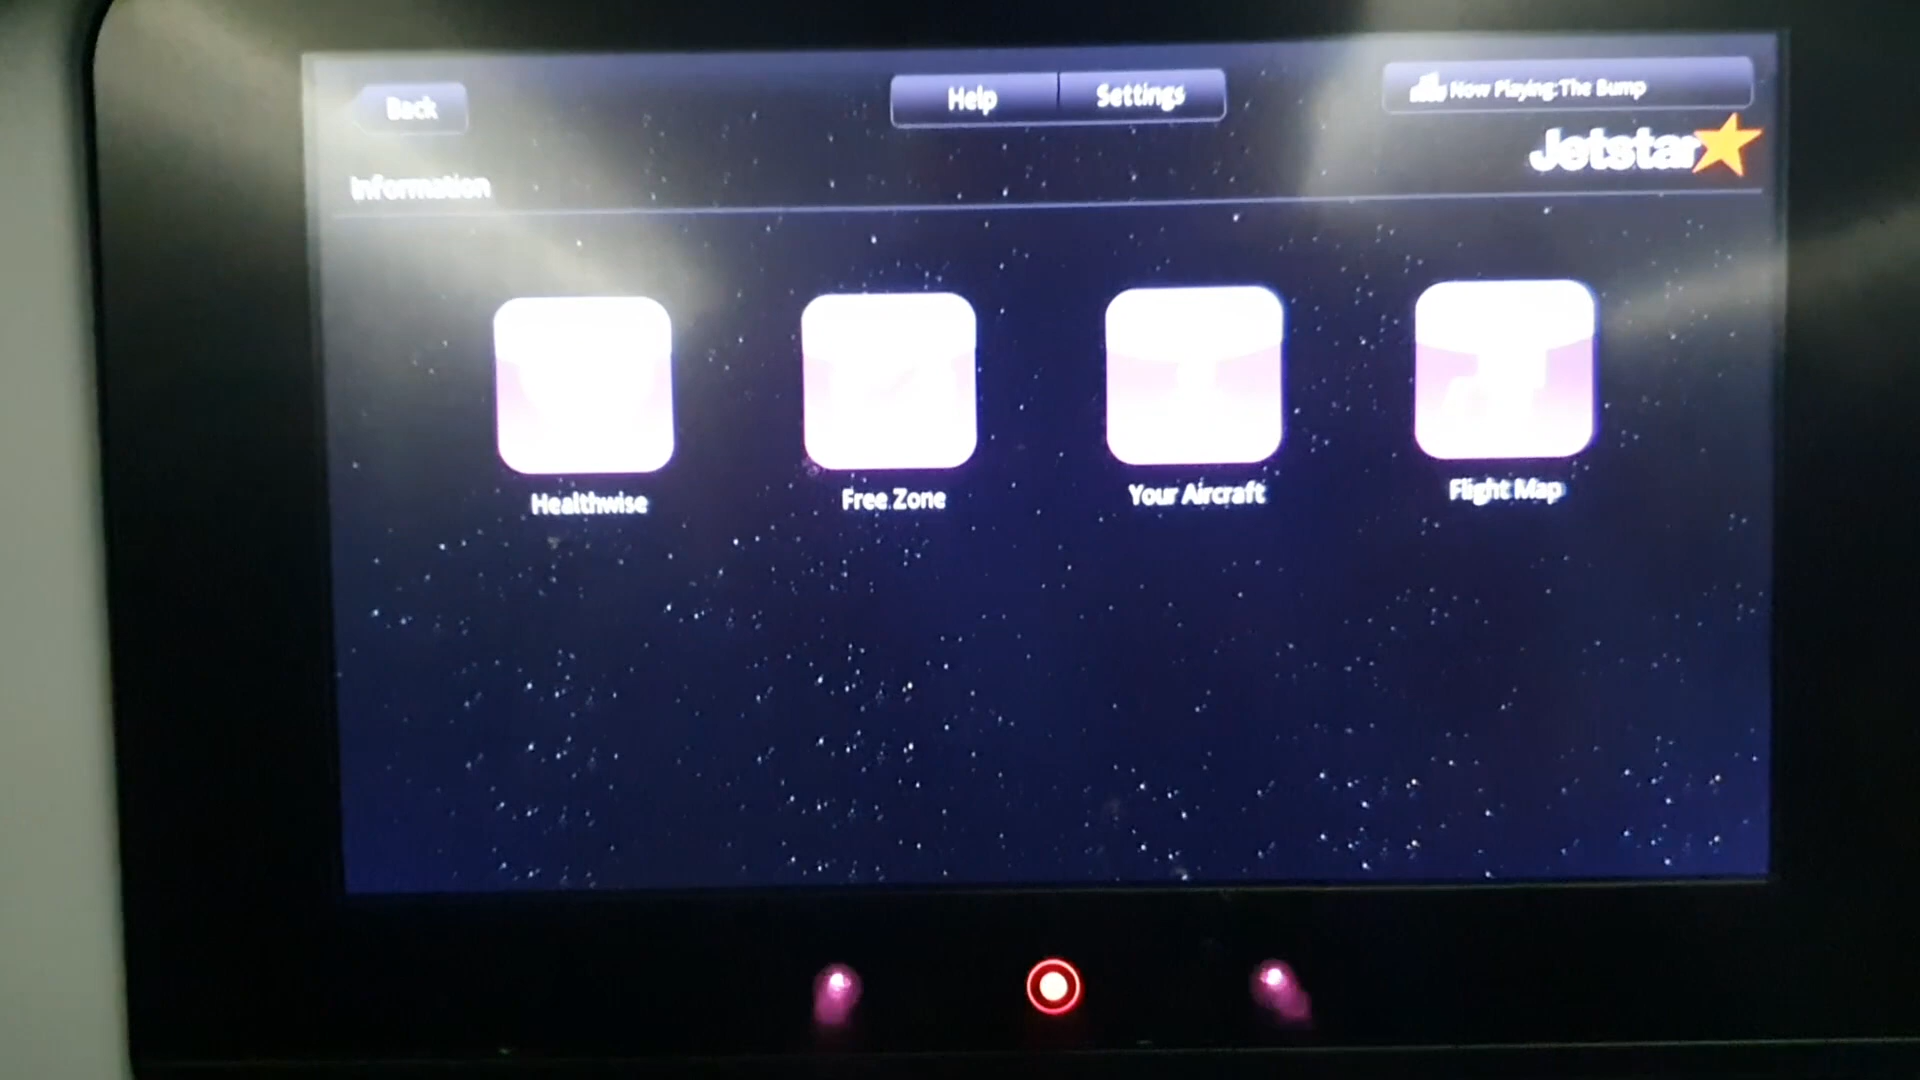 Back
Help
Settings
Now Playing: The Bump
Jetstar
Information
Healthwise
Free Zone
Your Aircraft
Flight Map